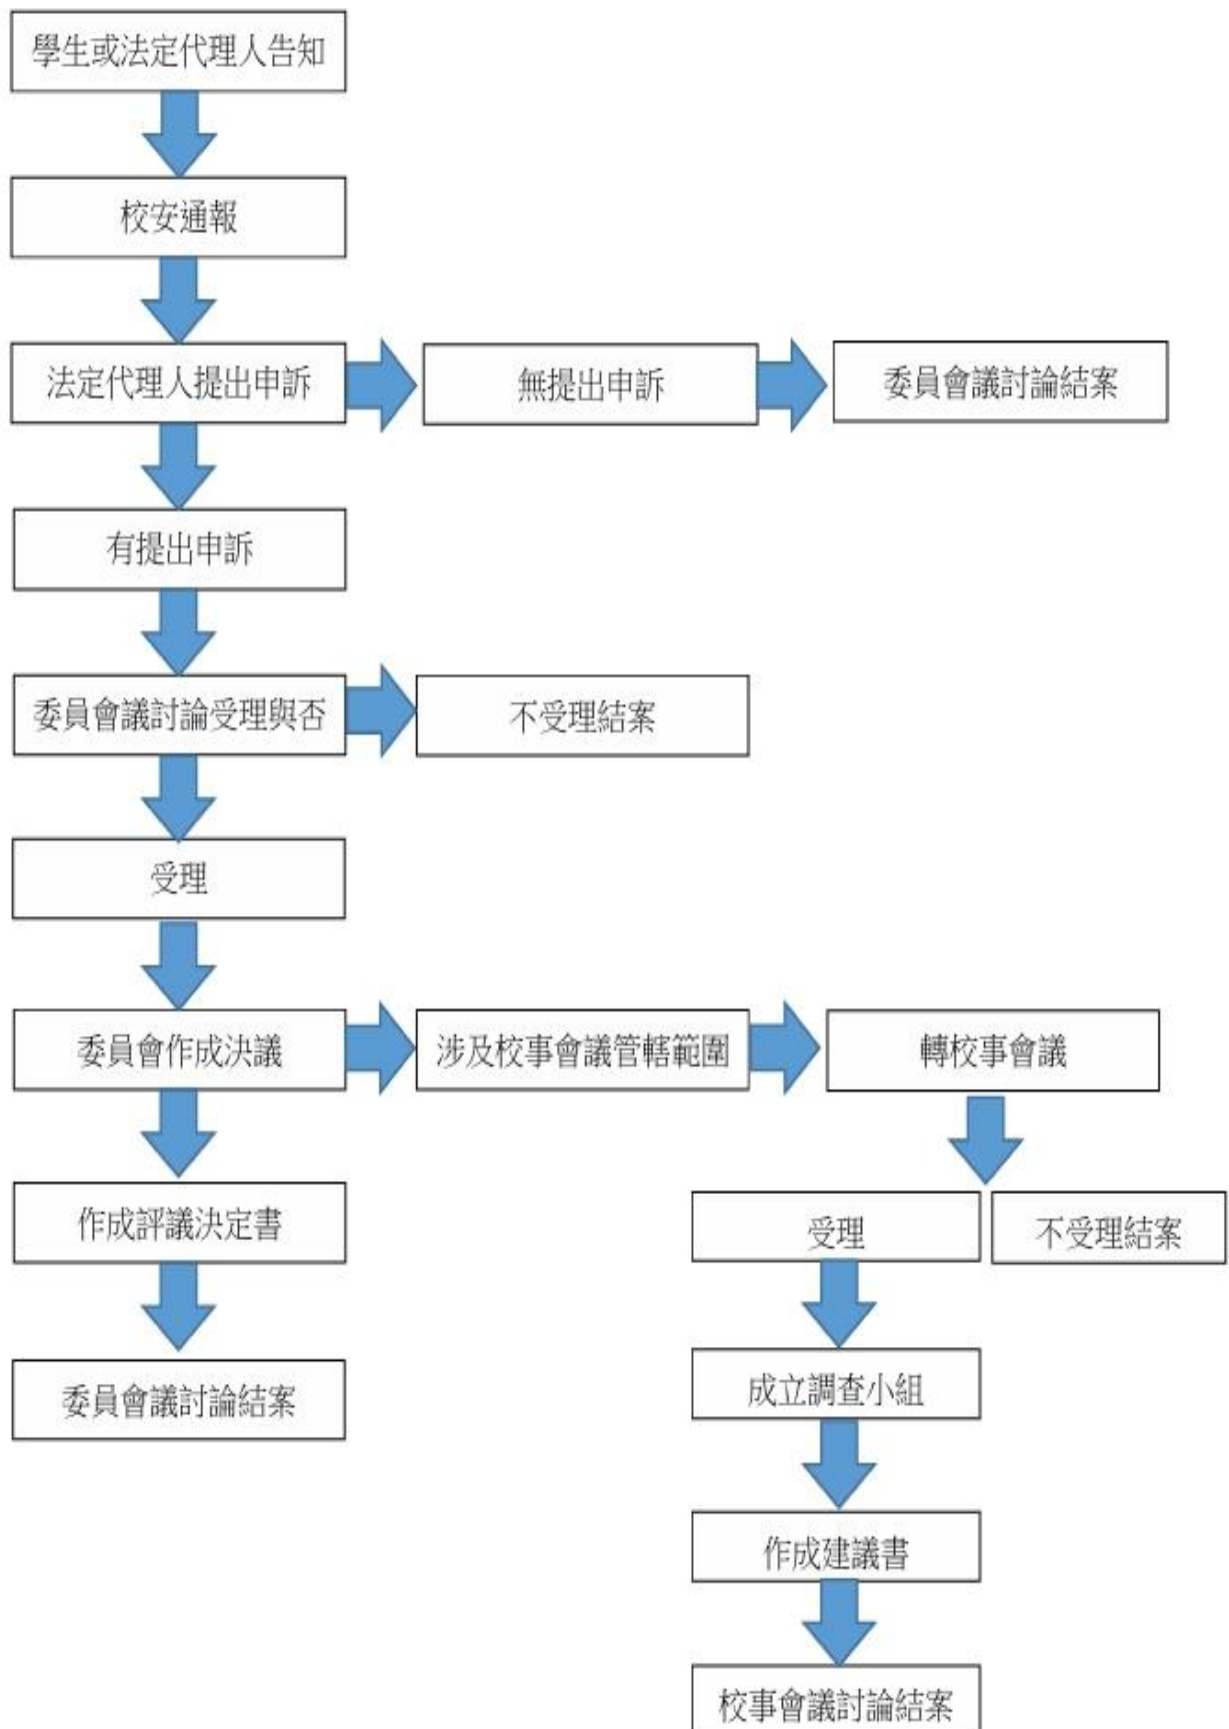 學生或法定代理人告知
校安通報
法定代理人提出申訴
無提出申訴
委員會議討論結案
有提出申訴
委員會議討論受理與否
不受理結案
受理
委員會作成決議
涉及校事會議管轄範圍
轉校事會議
作成評議決定書
受理
不受理結案
委員會議討論結案
成立調查小組
作成建議書
校事會議討論結案